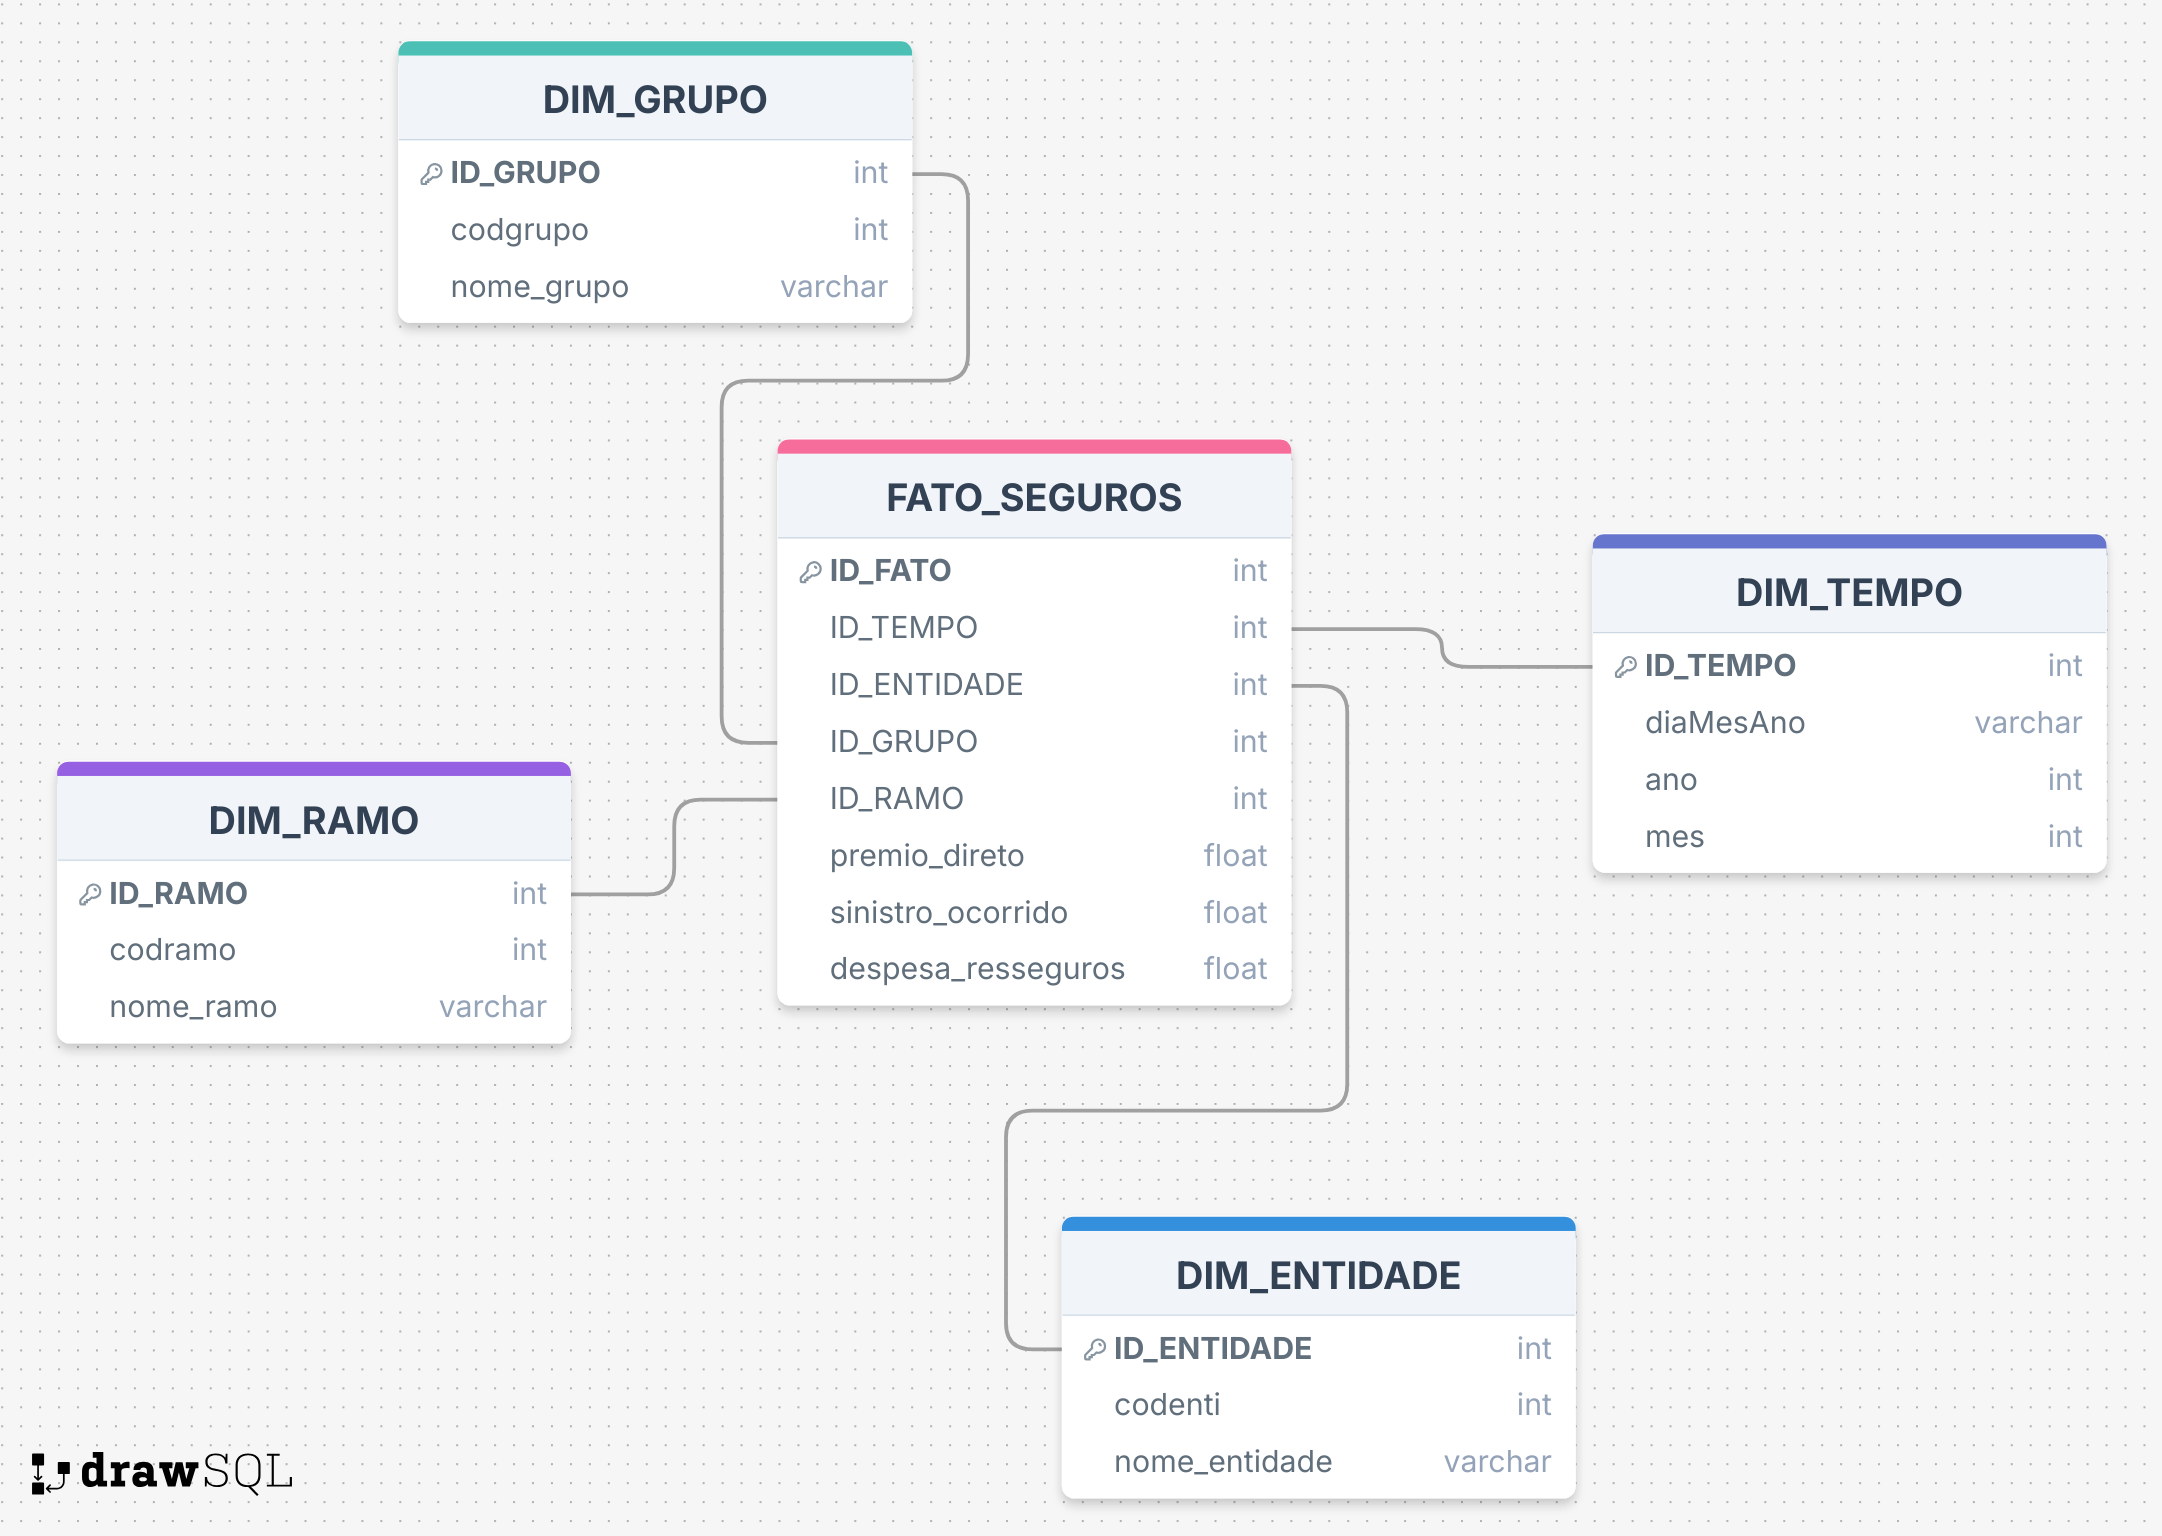 DIM_GRUPO
ID_GRUPO int
codgrupo int
nome_grupo varchar
FATO_SEGUROS
ID_FATO int
ID_TEMPO int
ID_ENTIDADE int
ID_GRUPO int
ID_RAMO int
premio_direto float
sinistro_ocorrido float
despesa_resseguros float
DIM_TEMPO
ID_TEMPO int
diaMesAno varchar
ano int
mes int
DIM_RAMO
ID_RAMO int
codramo int
nome_ramo varchar
DIM_ENTIDADE
ID_ENTIDADE int
codenti int
nome_entidade varchar
drawSQL